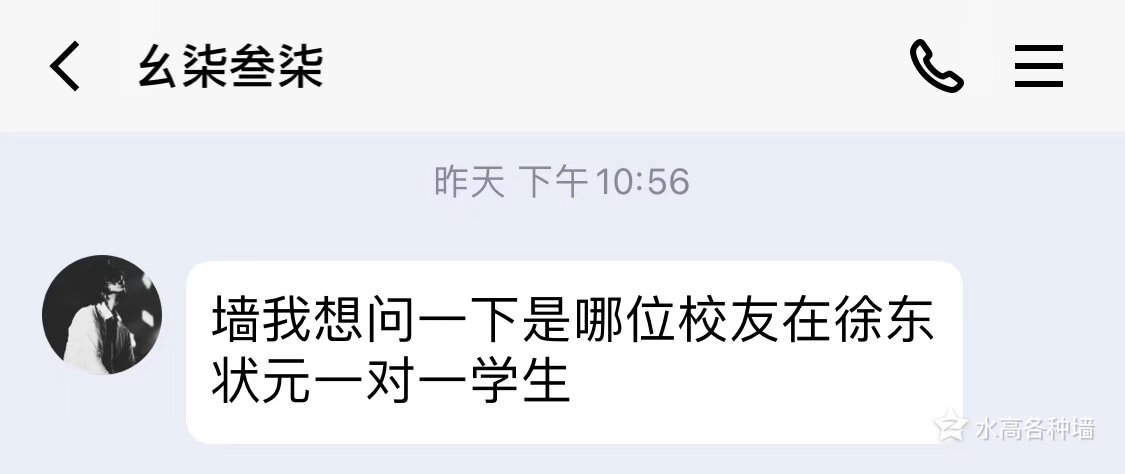 幺柒叁柒
昨天 下午10:56
墙我想问一下是哪位校友在徐东
状元一对一学生
水高各种墙